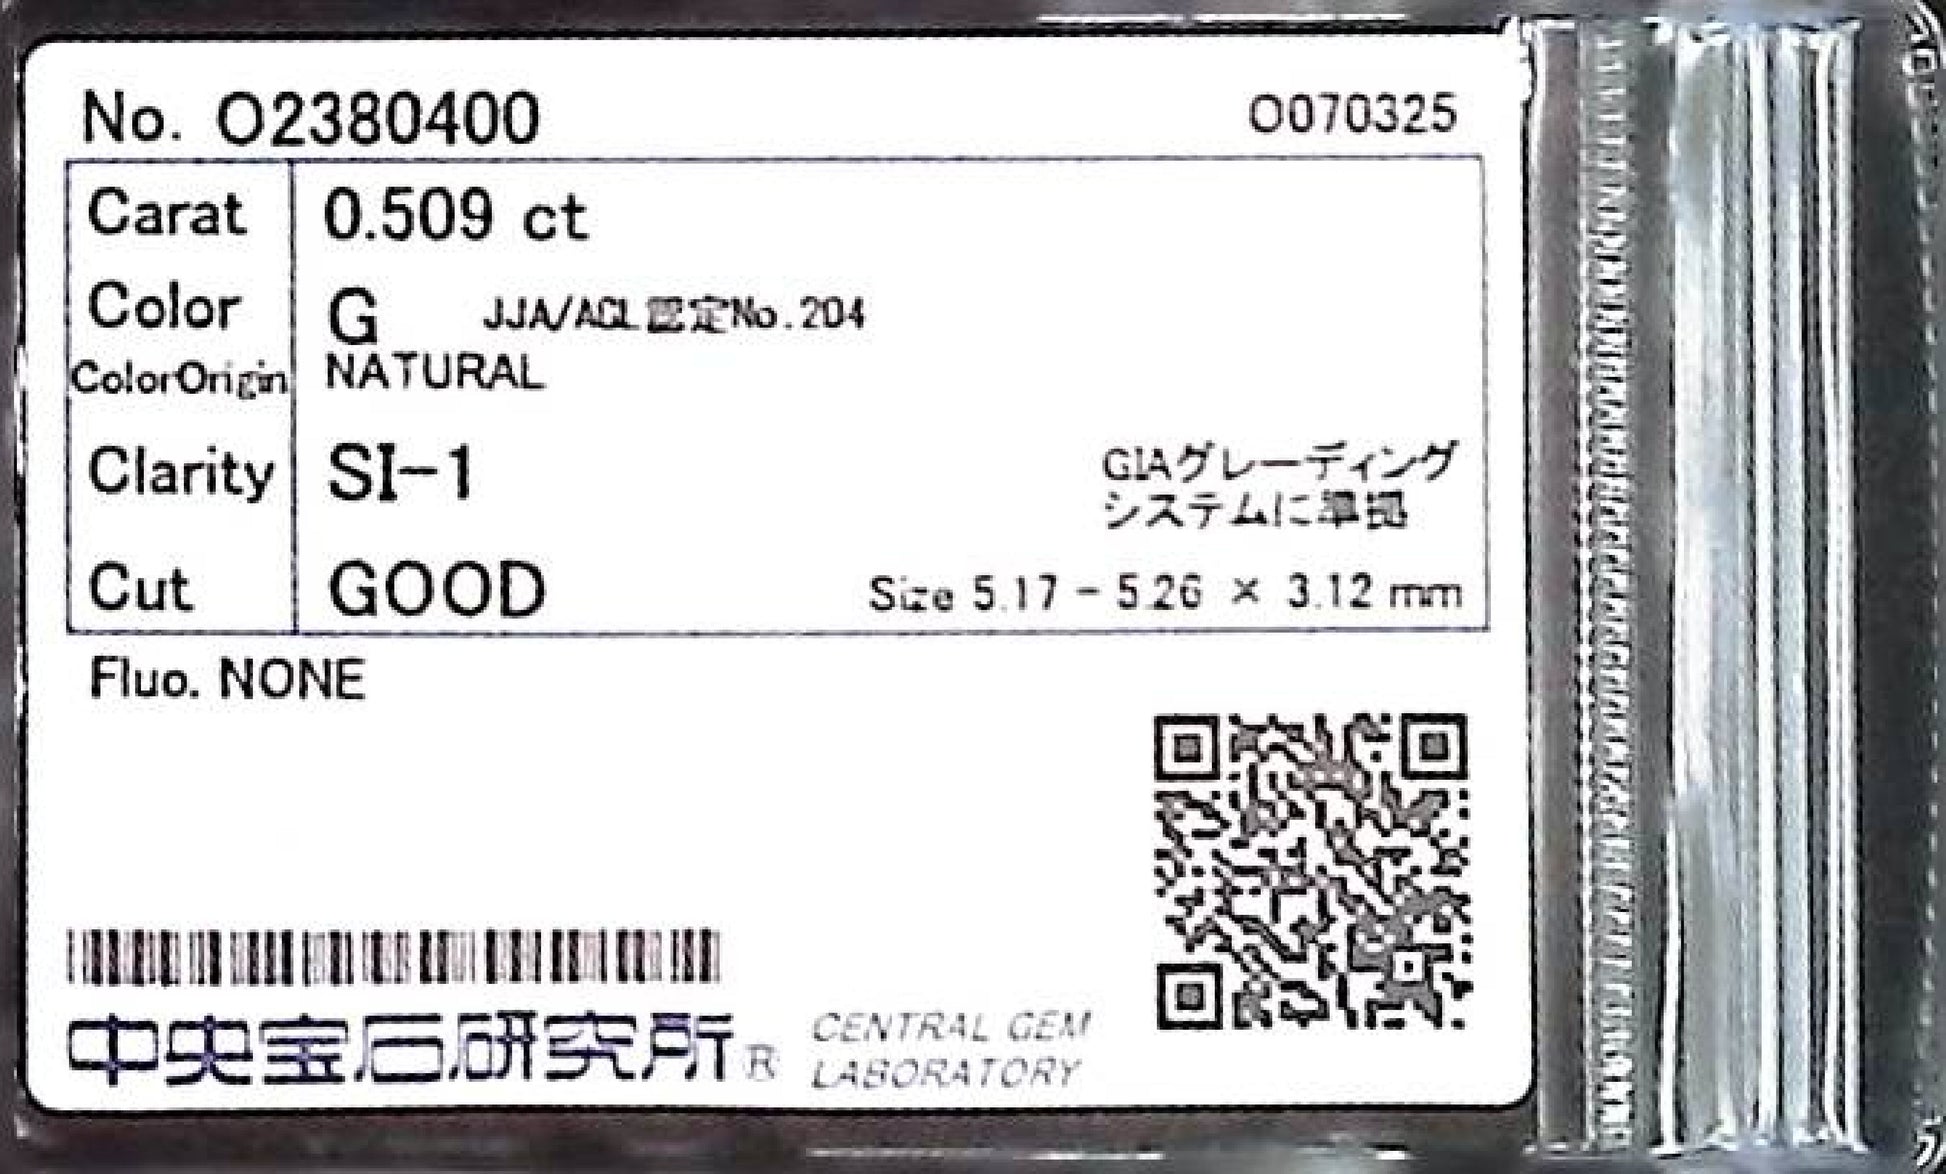 No. O2380400 O070325
Carat 0.509 ct
Color G JJA/AGL認定No.204
ColorOrigin NATURAL
Clarity SI-1 GIAグレーディング
システムに準拠
Cut GOOD Size 5.17 - 5.26 × 3.12 mm
Fluo. NONE
中央宝石研究所® CENTRAL GEM
LABORATORY